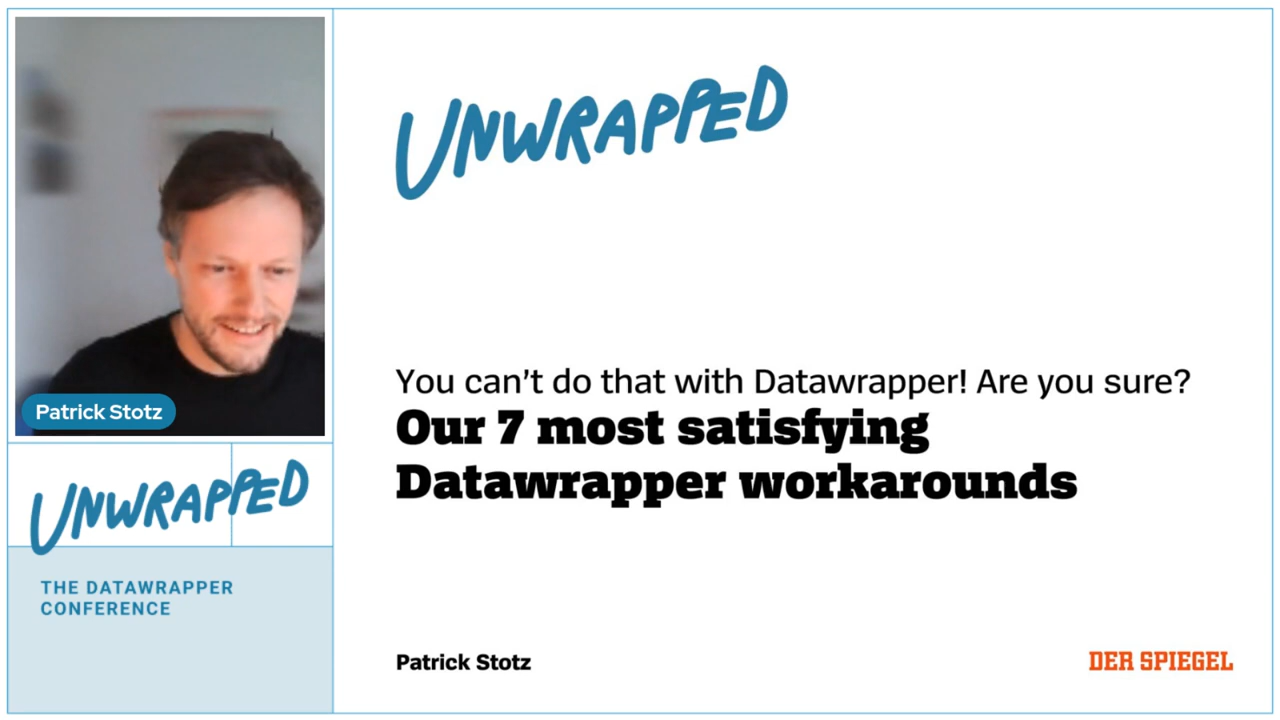 Patrick Stotz
UNWRAPPED
THE DATAWRAPPER
CONFERENCE
UNWRAPPED
You can't do that with Datawrapper! Are you sure?
Our 7 most satisfying
Datawrapper workarounds
Patrick Stotz
DER SPIEGEL